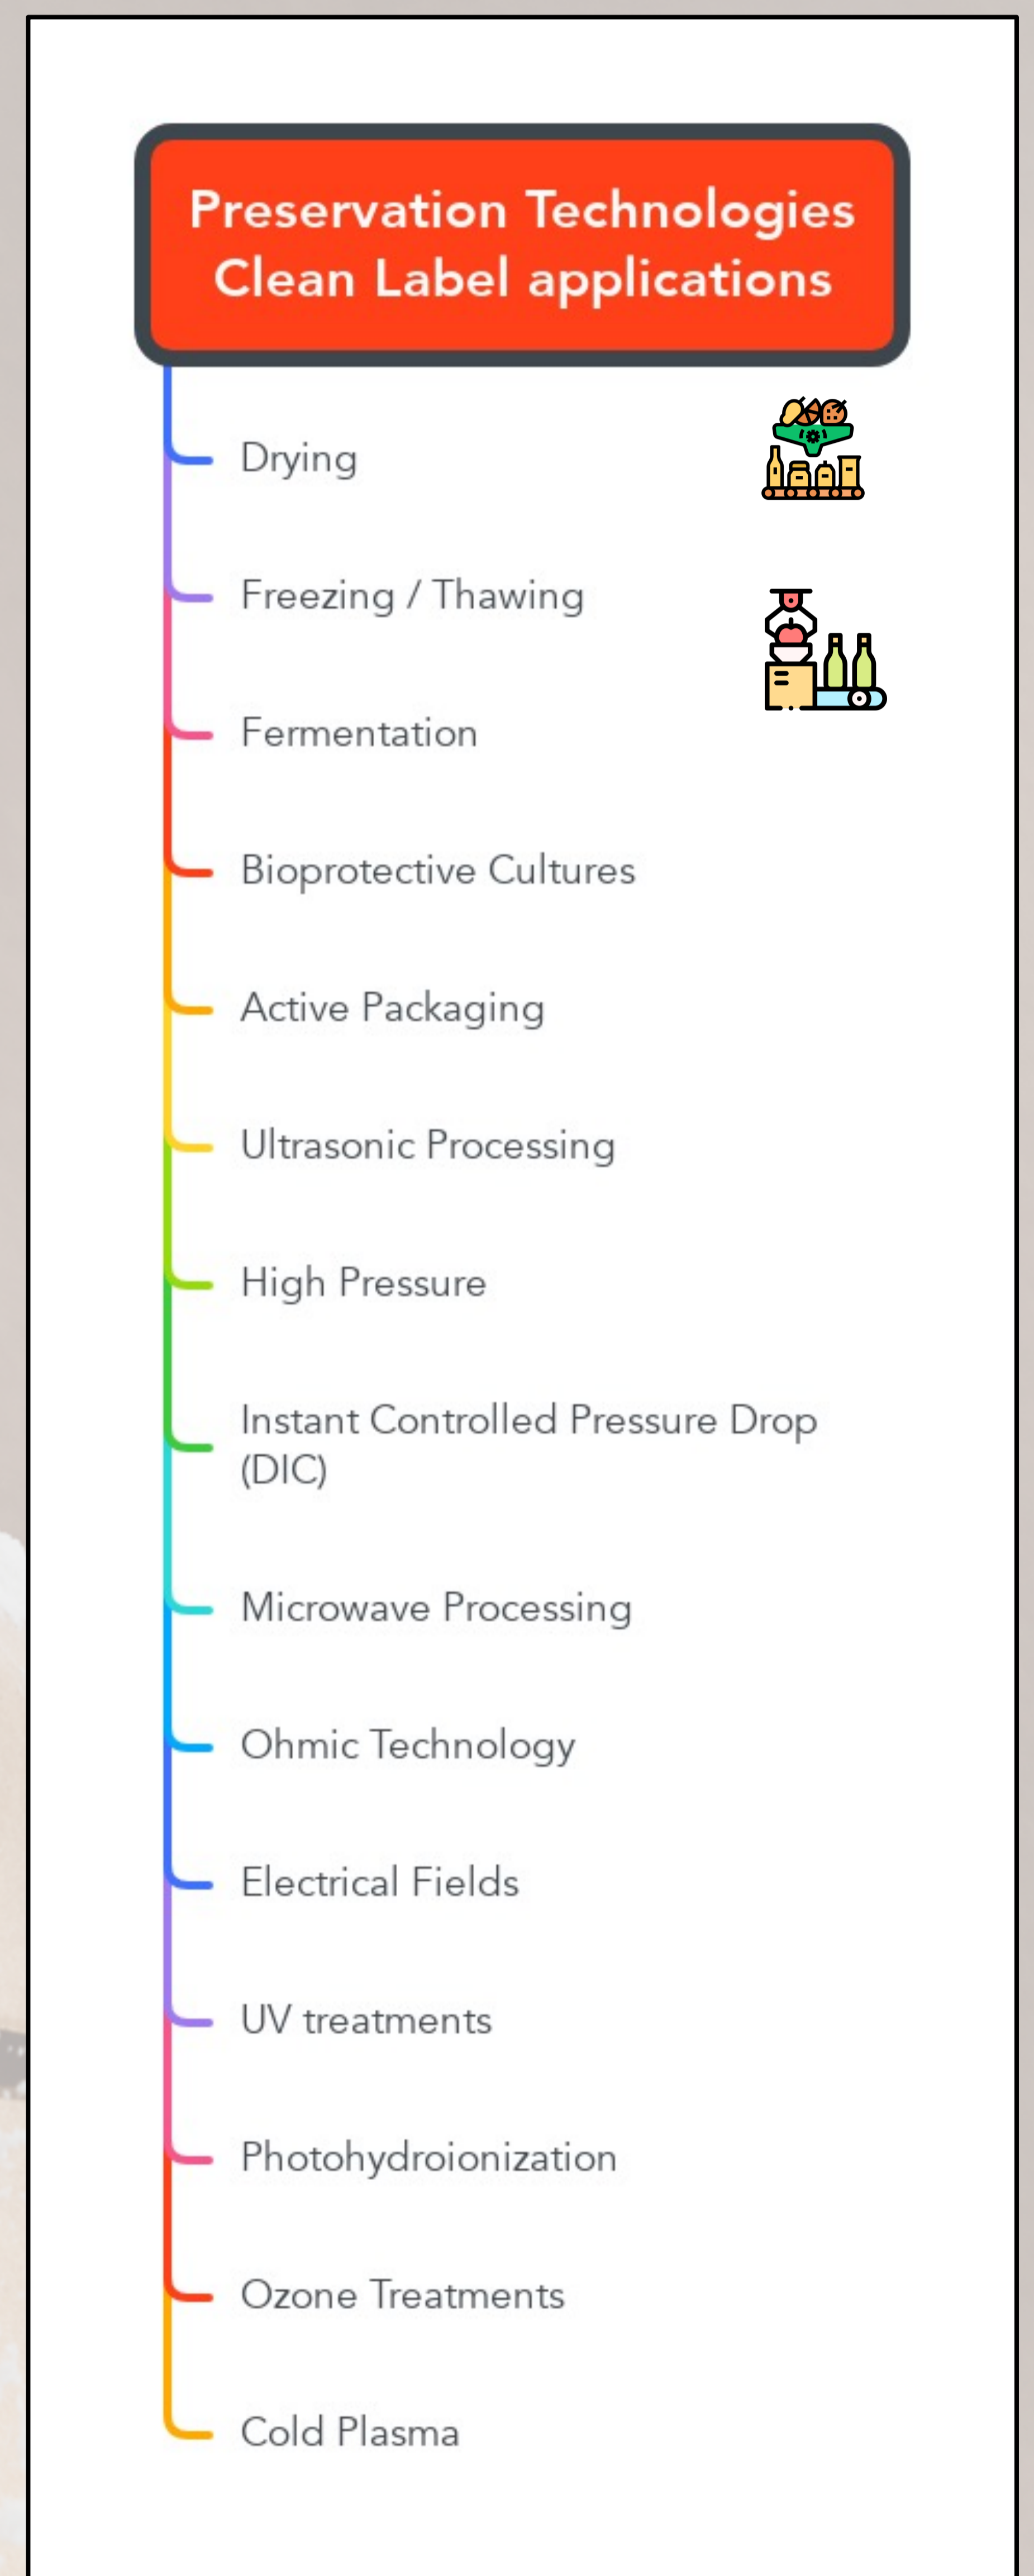 Preservation Technologies
Clean Label applications
Drying
Freezing / Thawing
Fermentation
Bioprotective Cultures
Active Packaging
Ultrasonic Processing
High Pressure
Instant Controlled Pressure Drop
(DIC)
Microwave Processing
Ohmic Technology
Electrical Fields
UV treatments
Photohydroionization
Ozone Treatments
Cold Plasma